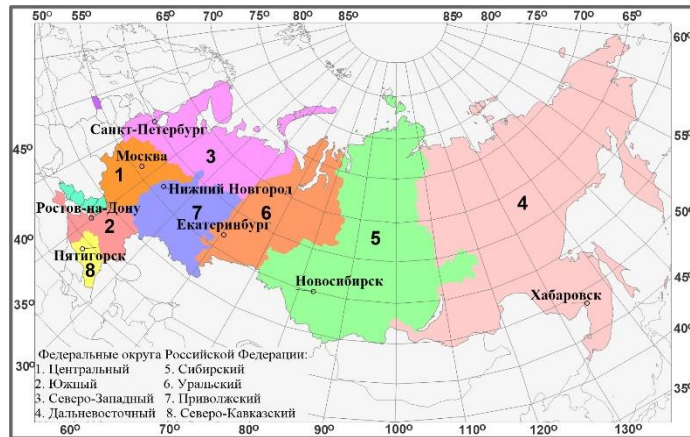 50° 55° 65° 70° 75° 80° 85° 80° 75° 70° 65°
60°
60°
Санкт-Петербург
55°
45°
Москва
3
1
50°
Нижний Новгород
4
Ростов-на-Дону
7
6
2
Екатеринбург
40°
5
45°
Пятигорск
8
Новосибирск
35°
Хабаровск
40°
Федеральные округа Российской Федерации:
1. Центральный 5. Сибирский
30°
2. Южный 6. Уральский
3. Северо-Западный 7. Приволжский
35°
4. Дальневосточный 8. Северо-Кавказский
60° 70° 80° 90° 100° 110° 120° 130°